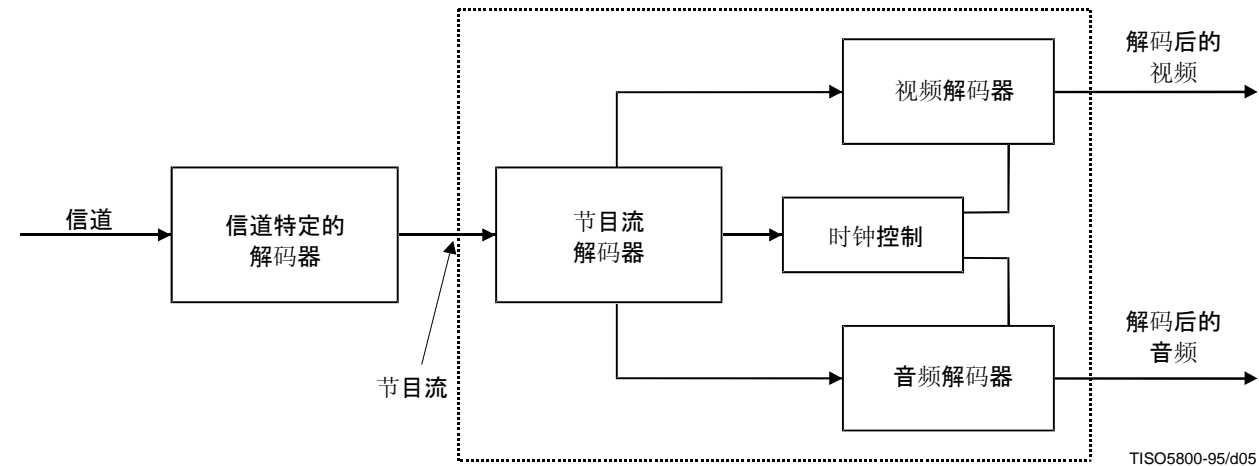 信道
信道特定的
解码器
节目流
节目流
解码器
时钟控制
视频解码器
音频解码器
解码后的
视频
解码后的
音频
TISO5800-95/d05